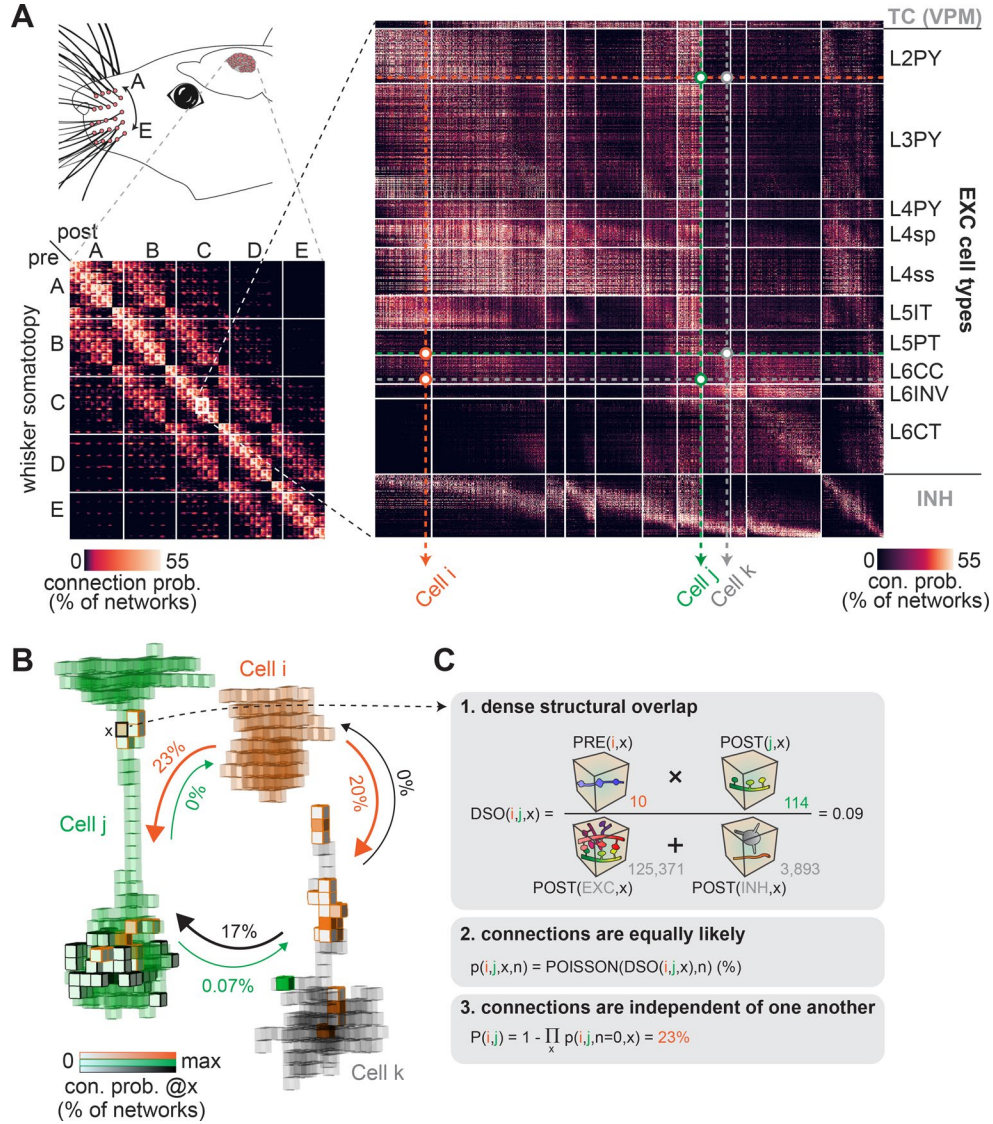 A
A
E
post
pre
A B C D E
A
B
C
D
E
whisker somatotopy
0 55
connection prob.
(% of networks)
TC (VPM)
L2PY
L3PY
L4PY
L4sp
L4ss
L5IT
L5PT
L6CC
L6INV
L6CT
INH
EXC cell types
Cell i
Cell j
Cell k
0 55
con. prob.
(% of networks)
B
Cell i
x
23%
0%
20%
0%
Cell j
17%
0.07%
Cell k
0 max
con. prob. @x
(% of networks)
C
1. dense structural overlap
PRE(i,x) POST(j,x)
×
10 114
DSO(i,j,x) = = 0.09
+
125,371 3,893
POST(EXC,x) POST(INH,x)
2. connections are equally likely
p(i,j,x,n) = POISSON(DSO(i,j,x),n) (%)
3. connections are independent of one another
P(i,j) = 1 - ∏ p(i,j,n=0,x) = 23%
x